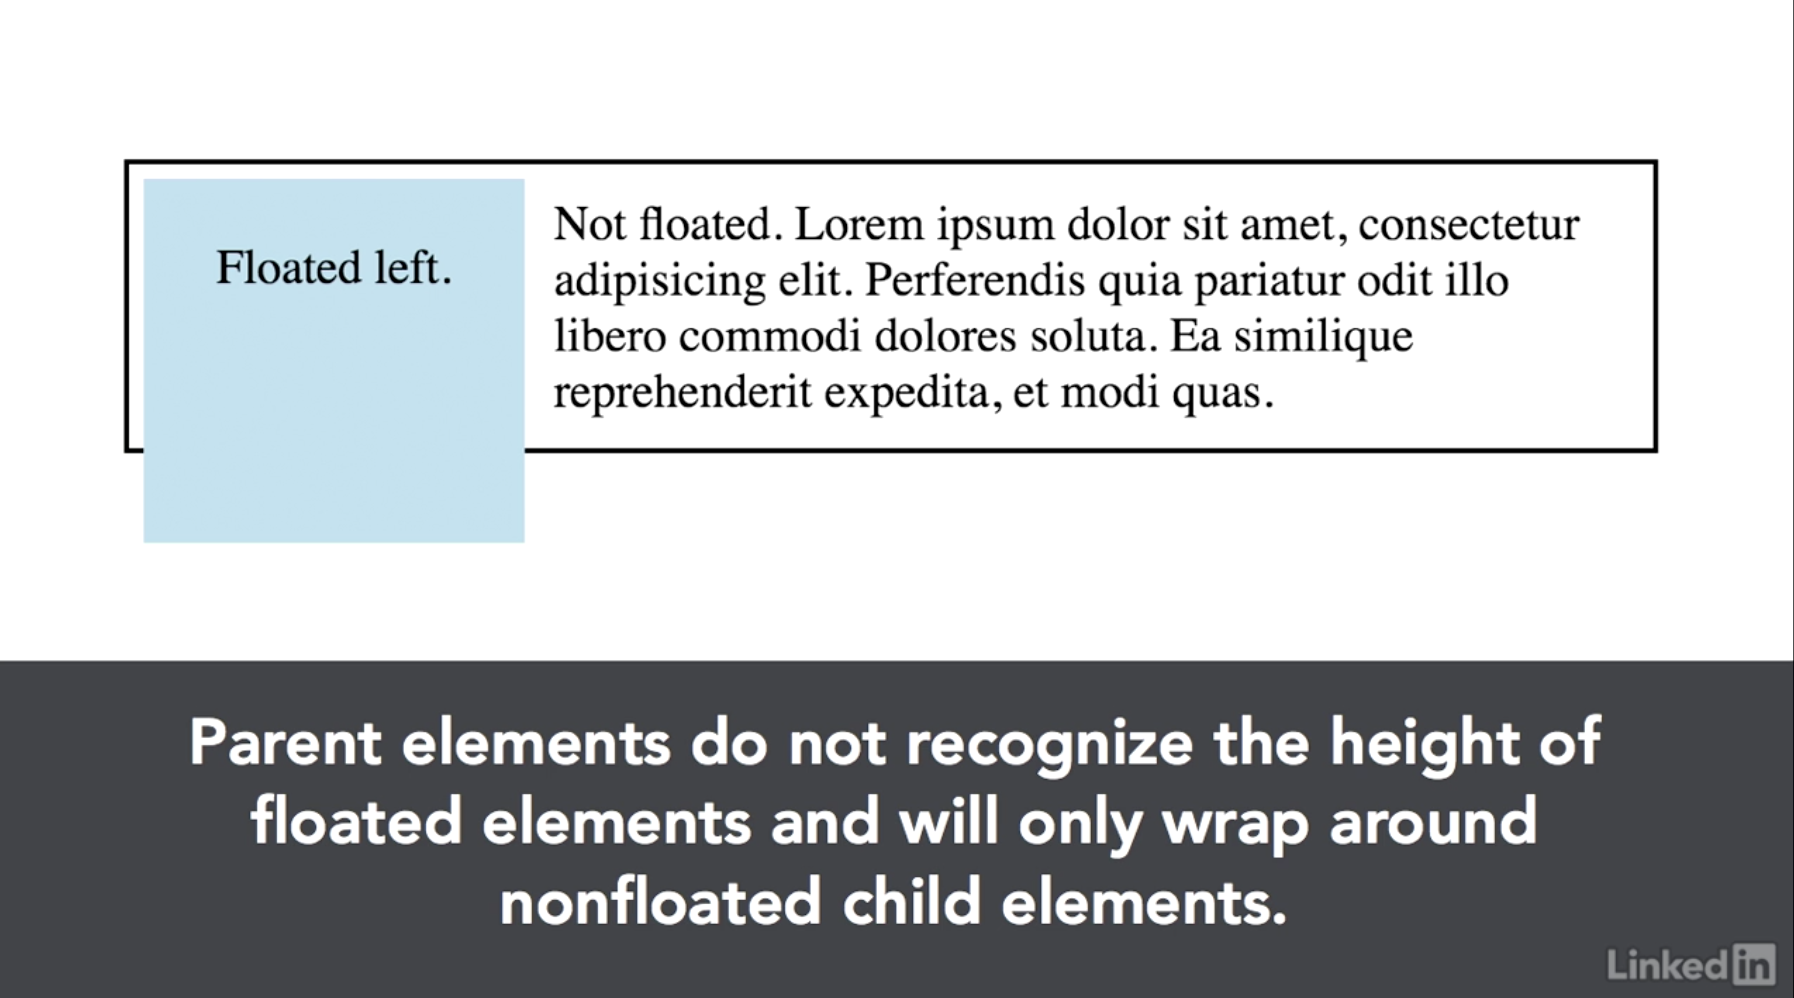 Floated left.
Not floated. Lorem ipsum dolor sit amet, consectetur
adipisicing elit. Perferendis quia pariatur odit illo
libero commodi dolores soluta. Ea similique
reprehenderit expedita, et modi quas.
Parent elements do not recognize the height of
floated elements and will only wrap around
nonfloated child elements.
Linked in